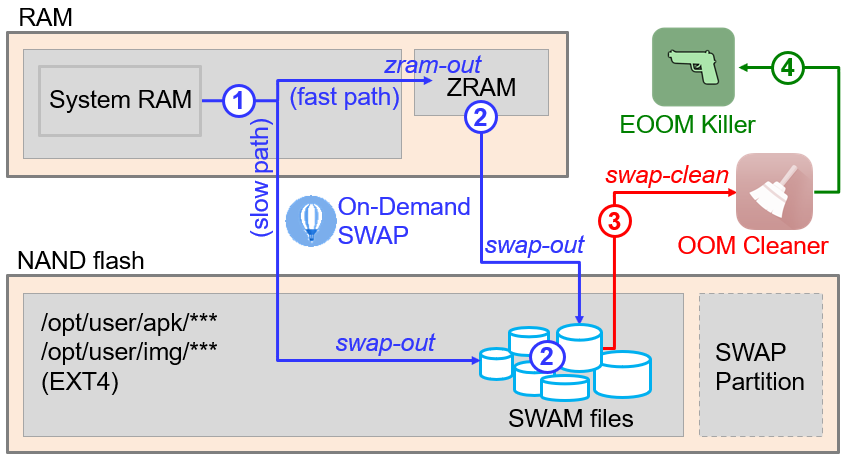 RAM
System RAM
1
zram-out
(fast path)
ZRAM
2
(slow path)
On-Demand
SWAP
swap-out
4
EOOM Killer
swap-clean
3
OOM Cleaner
NAND flash
/opt/user/apk/***
/opt/user/img/***
(EXT4)
swap-out
2
SWAM files
SWAP
Partition